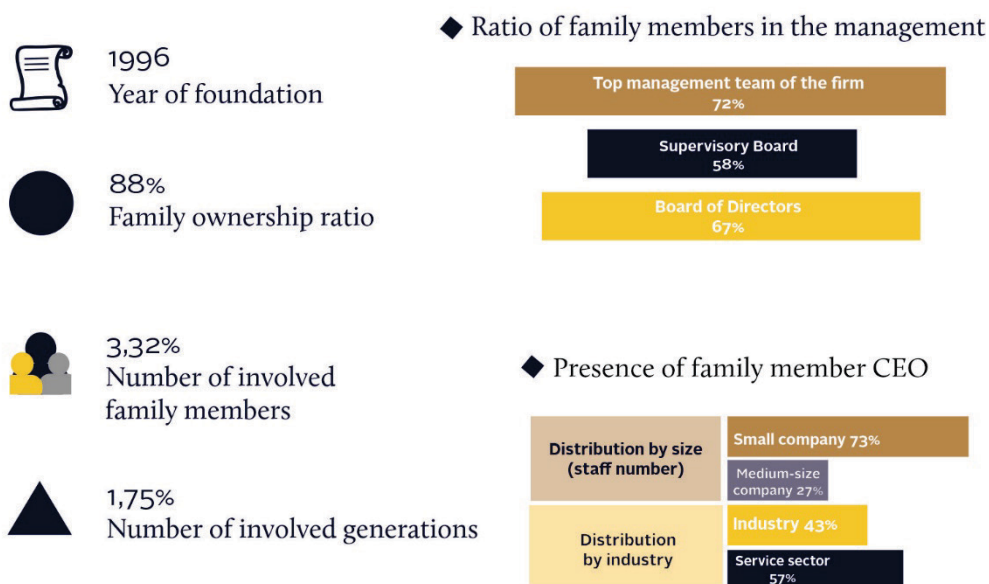 1996
Year of foundation
88%
Family ownership ratio
3,32%
Number of involved
family members
1,75%
Number of involved generations
Ratio of family members in the management
Top management team of the firm
72%
Supervisory Board
58%
Board of Directors
67%
Presence of family member CEO
Distribution by size
(staff number)
Small company 73%
Medium-size
company 27%
Distribution
by industry
Industry 43%
Service sector
57%